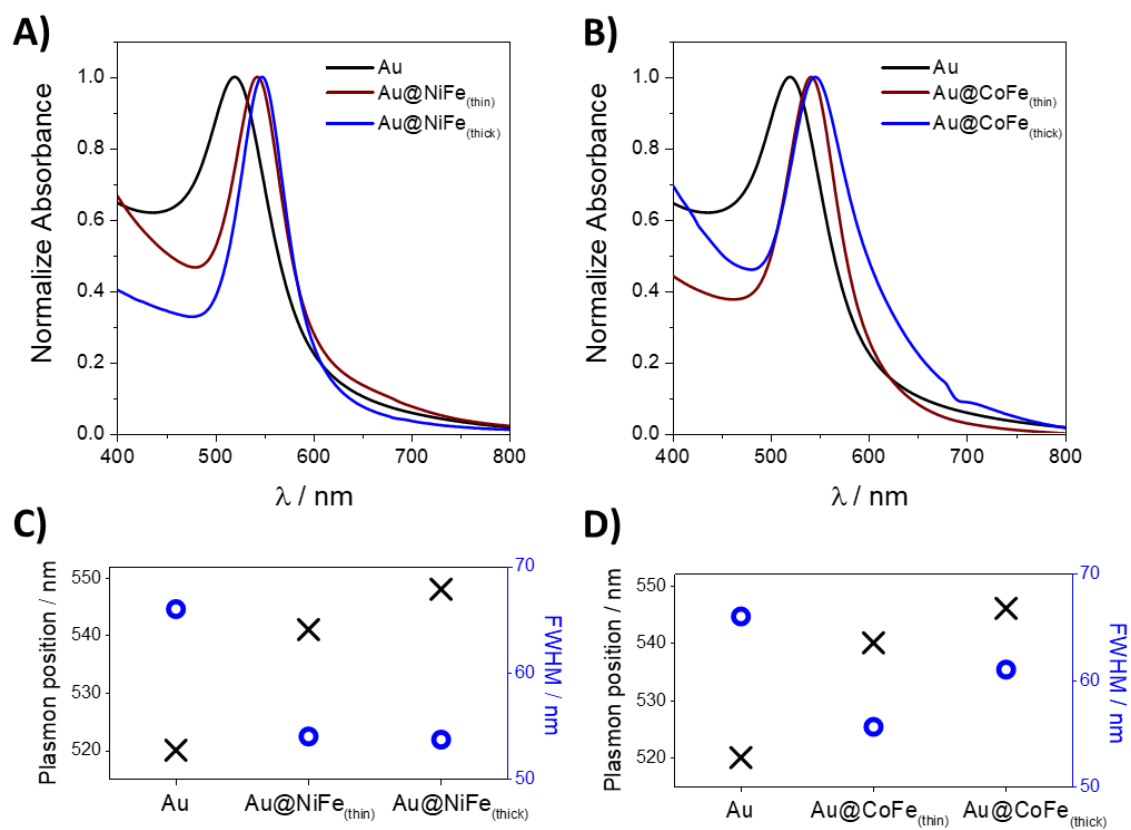 A)
Au
Au@NiFe(thin)
Au@NiFe(thick)
1.0
0.8
0.6
0.4
0.2
0.0
Normalize Absorbance
400 500 600 700 800
λ / nm
B)
Au
Au@CoFe(thin)
Au@CoFe(thick)
1.0
0.8
0.6
0.4
0.2
0.0
Normalize Absorbance
400 500 600 700 800
λ / nm
C)
Plasmon position / nm
550
540
530
520
70
60
50
FWHM / nm
Au Au@NiFe(thin) Au@NiFe(thick)
D)
Plasmon position / nm
550
540
530
520
70
60
50
FWHM / nm
Au Au@CoFe(thin) Au@CoFe(thick)